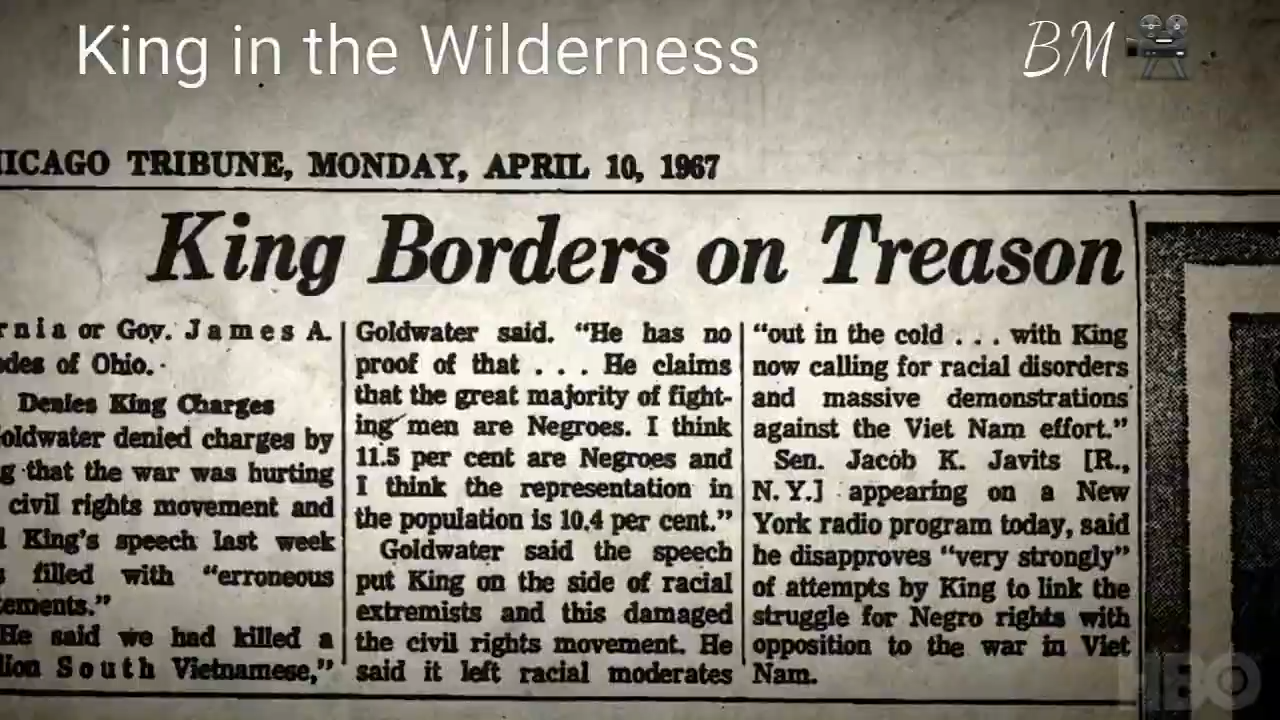 King in the Wilderness
BM
HICAGO TRIBUNE, MONDAY, APRIL 10, 1967
King Borders on Treason
rnia or Gov. James A.
odes of Ohio.
Denies King Charges
oldwater denied charges by
g that the war was hurting
civil rights movement and
l King's speech last week
s filled with "erroneous
tements."
"He said we had killed a
lion South Vietnamese,"
Goldwater said. "He has no
proof of that . . . He claims
that the great majority of fight-
ing men are Negroes. I think
11.5 per cent are Negroes and
I think the representation in
the population is 10.4 per cent."
Goldwater said the speech
put King on the side of racial
extremists and this damaged
the civil rights movement. He
said it left racial moderates
"out in the cold . . . with King
now calling for racial disorders
and massive demonstrations
against the Viet Nam effort."
Sen. Jacob K. Javits [R.,
N. Y.] appearing on a New
York radio program today, said
he disapproves "very strongly"
of attempts by King to link the
struggle for Negro rights with
opposition to the war in Viet
Nam.
HBO